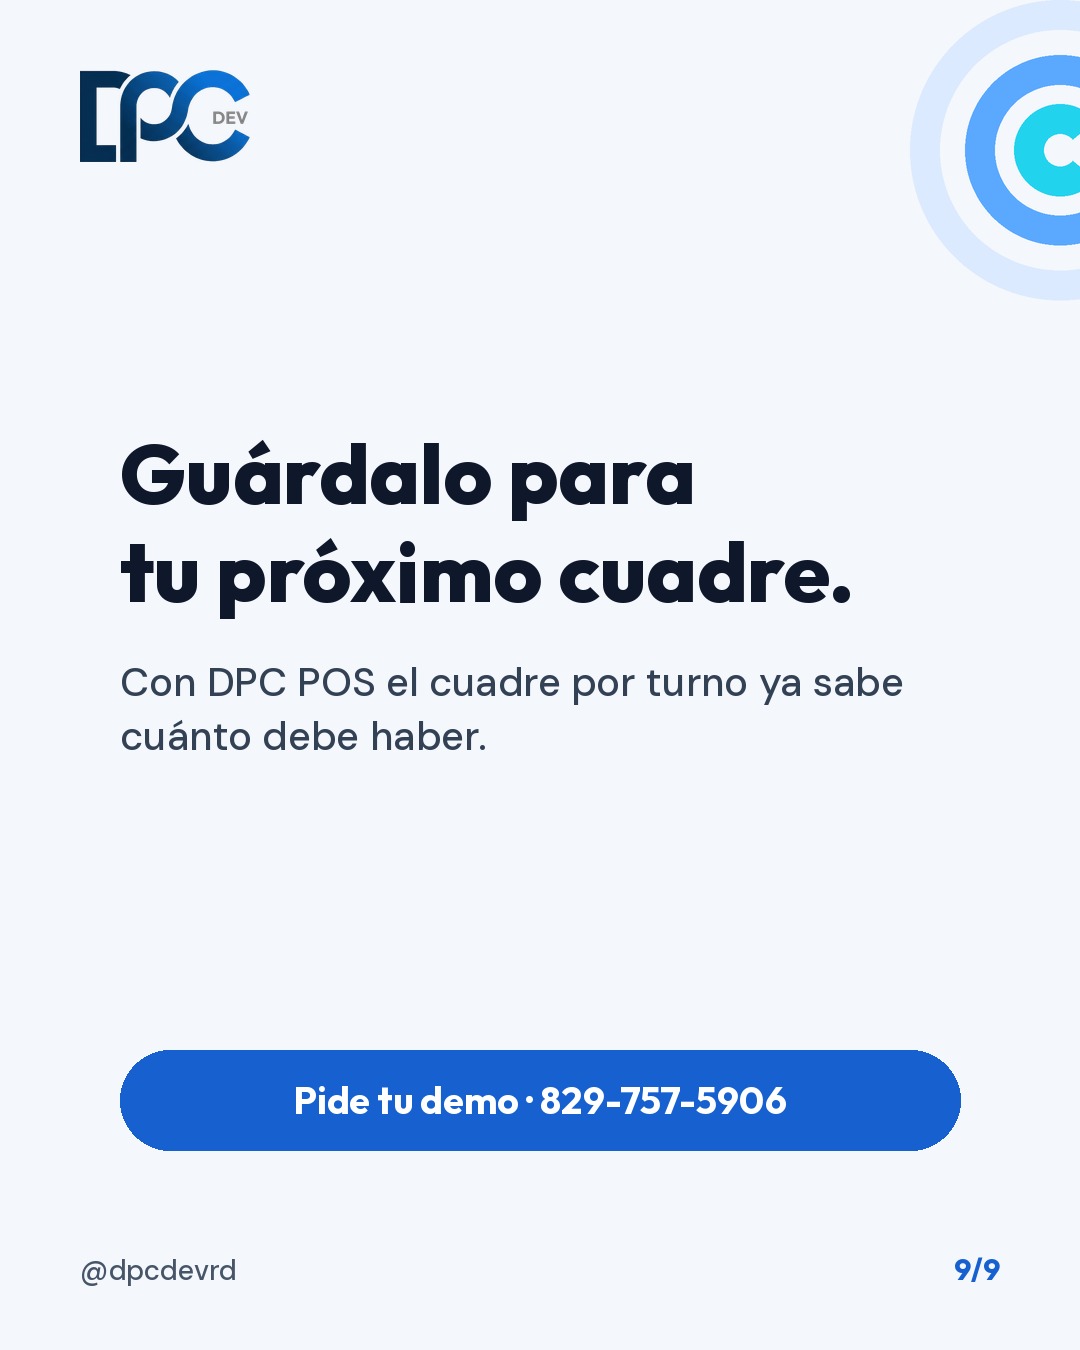 DPC
DEV
Guárdalo para
tu próximo cuadre.
Con DPC POS el cuadre por turno ya sabe
cuánto debe haber.
Pide tu demo · 829-757-5906
@dpcdevrd
9/9